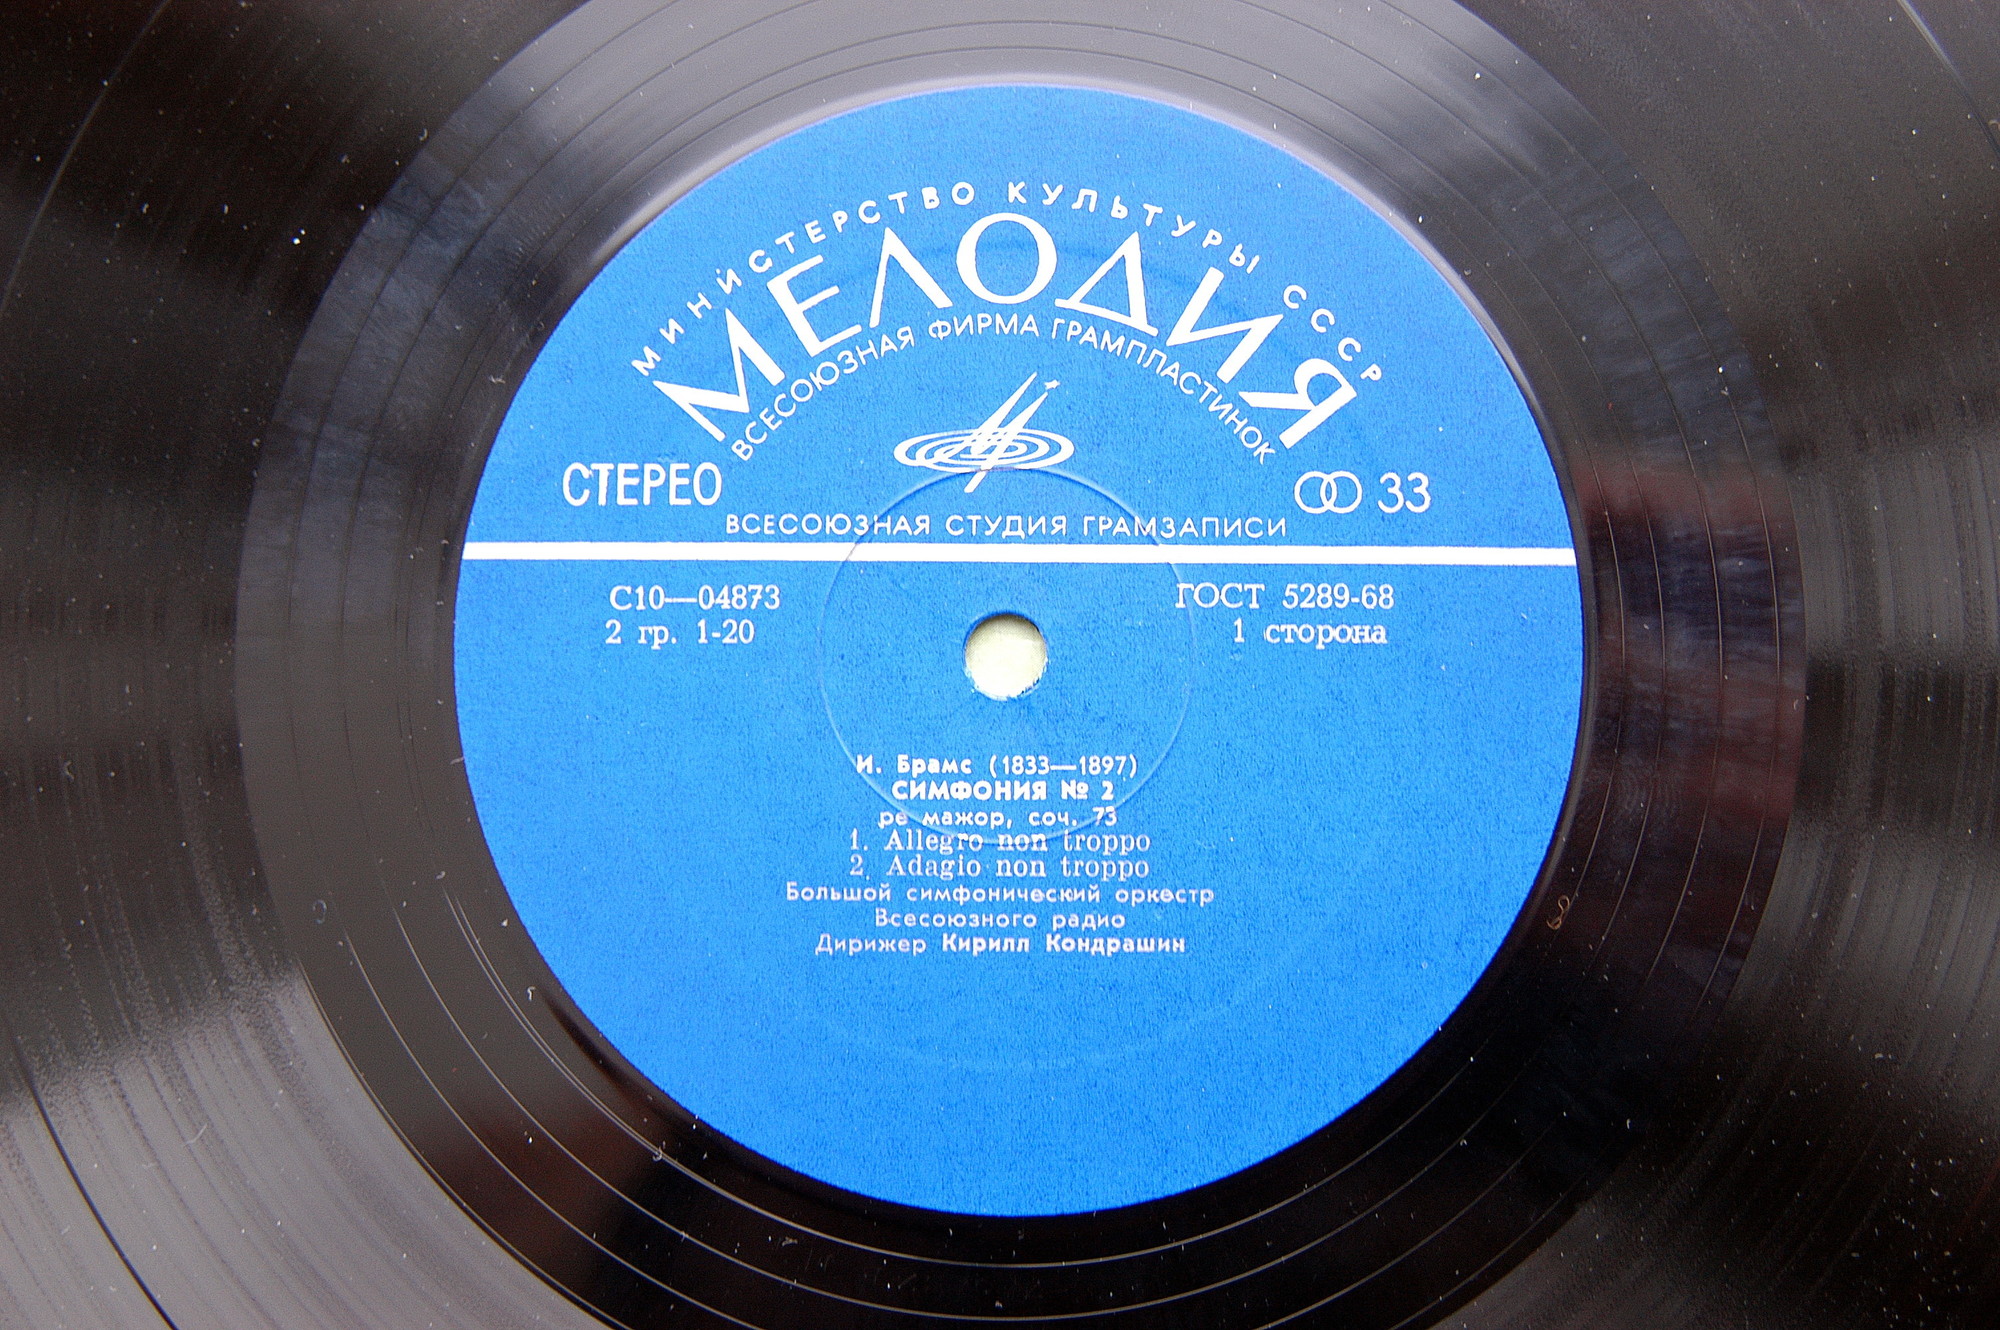 МИНИСТЕРСТВО КУЛЬТУРЫ СССР
МЕЛОДИЯ
ВСЕСОЮЗНАЯ ФИРМА ГРАМПЛАСТИНОК
СТЕРЕО
33
ВСЕСОЮЗНАЯ СТУДИЯ ГРАМЗАПИСИ
С10—04873
ГОСТ 5289-68
2 гр. 1-20
1 сторона
И. Брамс (1833—1897)
СИМФОНИЯ № 2
ре мажор, соч. 73
1. Allegro non troppo
2. Adagio non troppo
Большой симфонический оркестр
Всесоюзного радио
Дирижер Кирилл Кондрашин